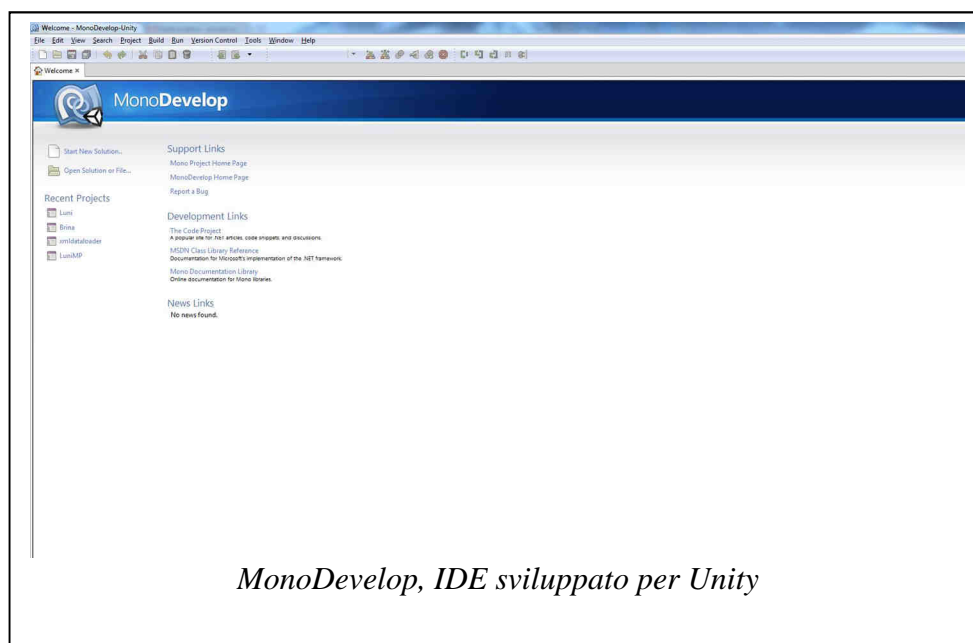 Welcome - MonoDevelop-Unity
File Edit View Search Project Build Run Version Control Tools Window Help
Welcome ×
MonoDevelop
Start New Solution...
Open Solution or File...
Recent Projects
Luni
Brina
xmldataloader
LuniMP
Support Links
Mono Project Home Page
MonoDevelop Home Page
Report a Bug
Development Links
The Code Project
A popular site for .NET articles, code snippets, and discussions.
MSDN Class Library Reference
Documentation for Microsoft's implementation of the .NET framework.
Mono Documentation Library
Online documentation for Mono libraries.
News Links
No news found.
MonoDevelop, IDE sviluppato per Unity